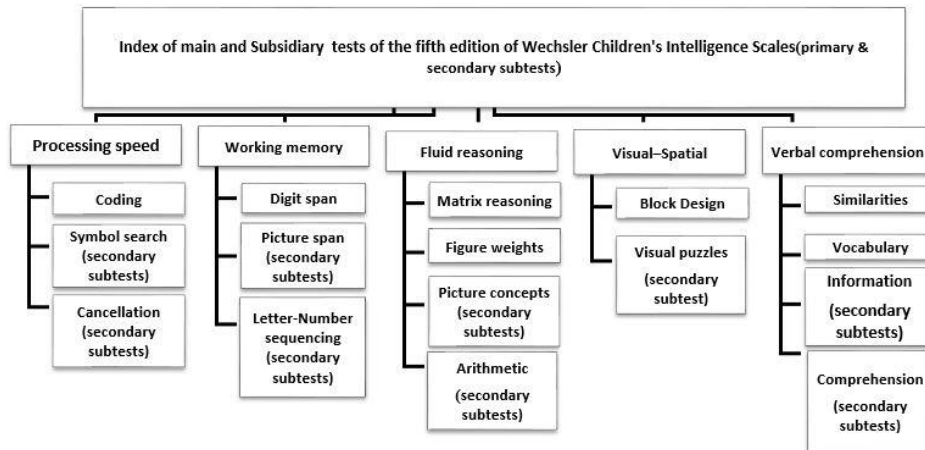 Index of main and Subsidiary tests of the fifth edition of Wechsler Children's Intelligence Scales(primary &
secondary subtests)
Processing speed
Coding
Symbol search
(secondary
subtests)
Cancellation
(secondary
subtests)
Working memory
Digit span
Picture span
(secondary
subtests)
Letter-Number
sequencing
(secondary
subtests)
Fluid reasoning
Matrix reasoning
Figure weights
Picture concepts
(secondary
subtests)
Arithmetic
(secondary
subtests)
Visual–Spatial
Block Design
Visual puzzles
(secondary
subtest)
Verbal comprehension
Similarities
Vocabulary
Information
(secondary
subtests)
Comprehension
(secondary
subtests)